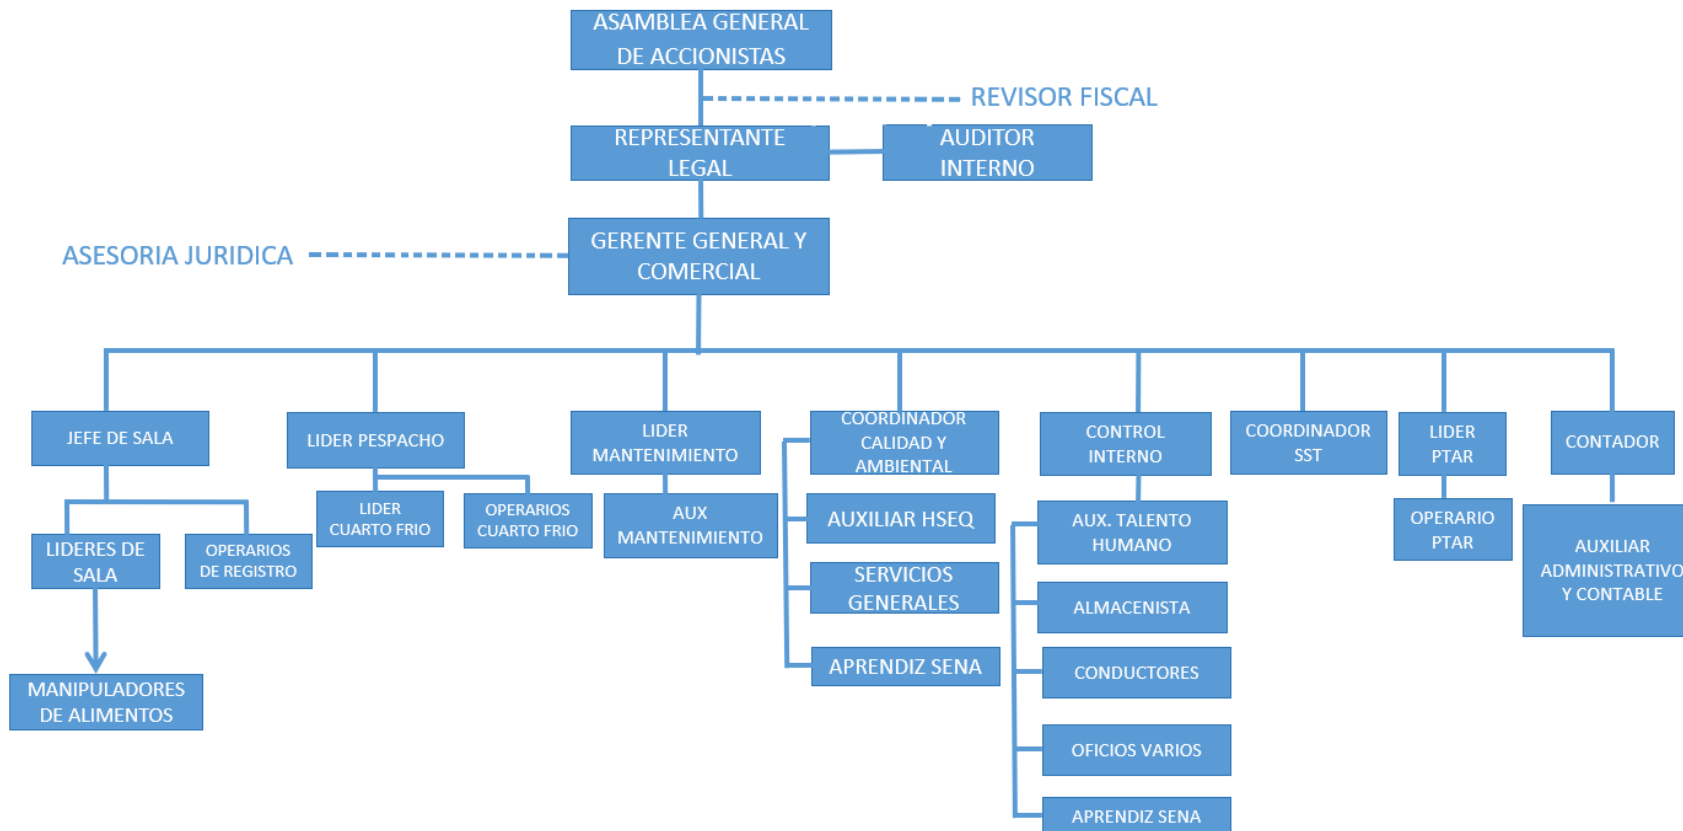 ASAMBLEA GENERAL
DE ACCIONISTAS
REVISOR FISCAL
REPRESENTANTE
LEGAL
AUDITOR
INTERNO
GERENTE GENERAL Y
COMERCIAL
ASESORIA JURIDICA
JEFE DE SALA
LIDER PESPACHO
LIDER
MANTENIMIENTO
COORDINADOR
CALIDAD Y
AMBIENTAL
CONTROL
INTERNO
COORDINADOR
SST
LIDER
PTAR
CONTADOR
LIDERES DE
SALA
OPERARIOS
DE REGISTRO
LIDER
CUARTO FRIO
OPERARIOS
CUARTO FRIO
AUX
MANTENIMIENTO
AUXILIAR HSEQ
SERVICIOS
GENERALES
APRENDIZ SENA
AUX. TALENTO
HUMANO
ALMACENISTA
CONDUCTORES
OFICIOS VARIOS
APRENDIZ SENA
OPERARIO
PTAR
AUXILIAR
ADMINISTRATIVO
Y CONTABLE
MANIPULADORES
DE ALIMENTOS